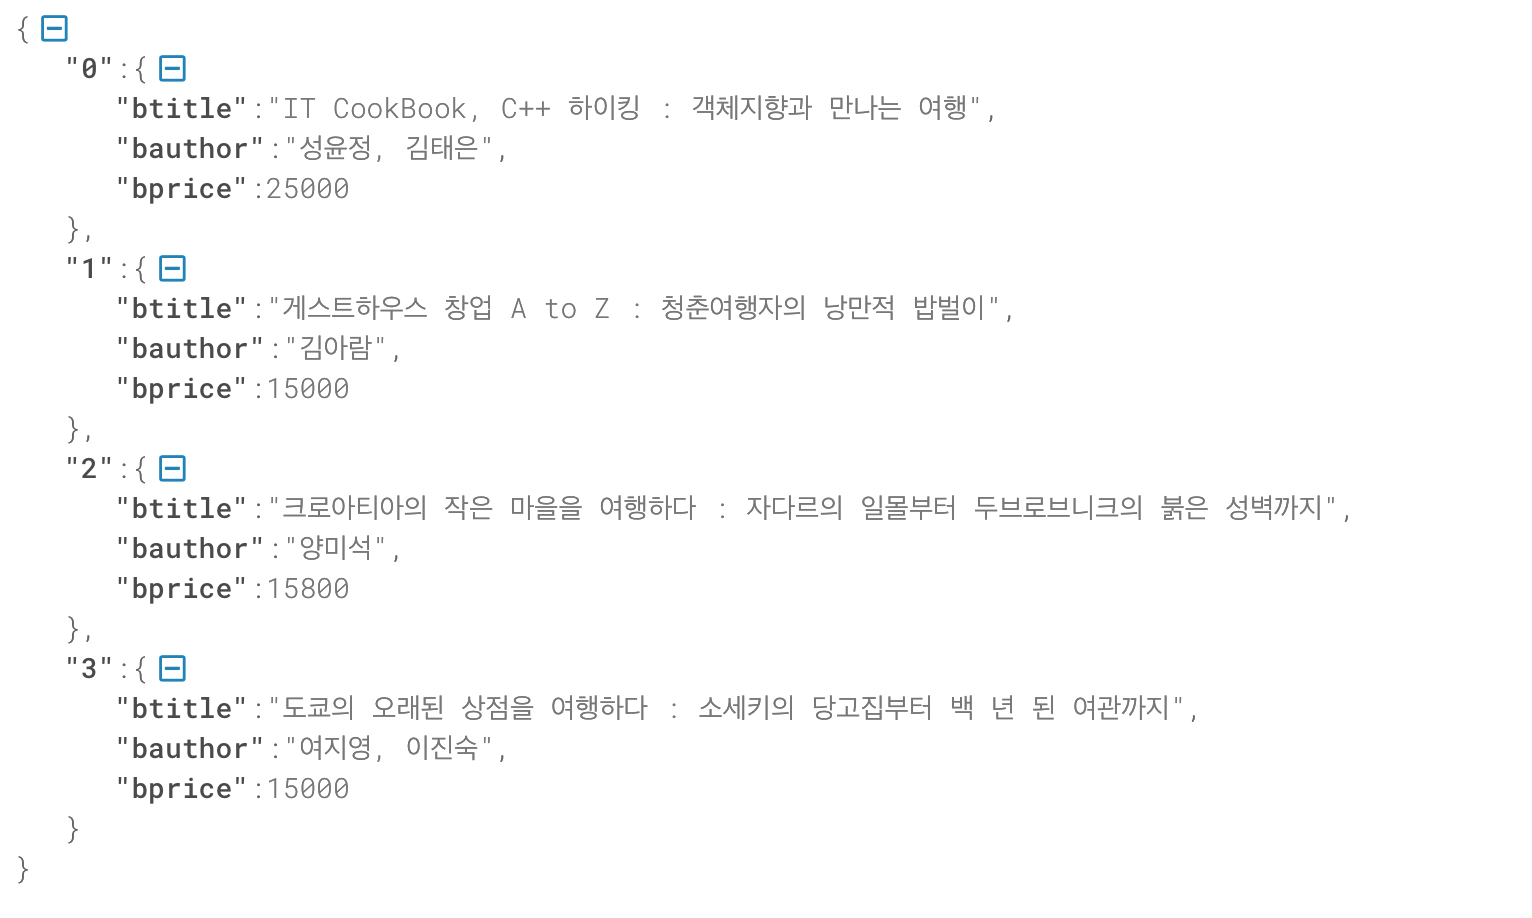 {
"0":{
"btitle":"IT CookBook, C++ 하이킹 : 객체지향과 만나는 여행",
"bauthor":"성윤정, 김태은",
"bprice":25000
},
"1":{
"btitle":"게스트하우스 창업 A to Z : 청춘여행자의 낭만적 밥벌이",
"bauthor":"김아람",
"bprice":15000
},
"2":{
"btitle":"크로아티아의 작은 마을을 여행하다 : 자다르의 일몰부터 두브로브니크의 붉은 성벽까지",
"bauthor":"양미석",
"bprice":15800
},
"3":{
"btitle":"도쿄의 오래된 상점을 여행하다 : 소세키의 당고집부터 백 년 된 여관까지",
"bauthor":"여지영, 이진숙",
"bprice":15000
}
}